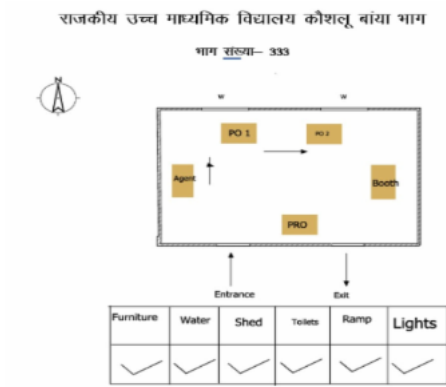 राजकीय उच्च माध्यमिक विद्यालय कौशलू बांया भाग
भाग संख्या– 333
N
W W
PO 1 PO 2
Agent Booth
PRO
Entrance Exit
Furniture Water Shed Toilets Ramp Lights